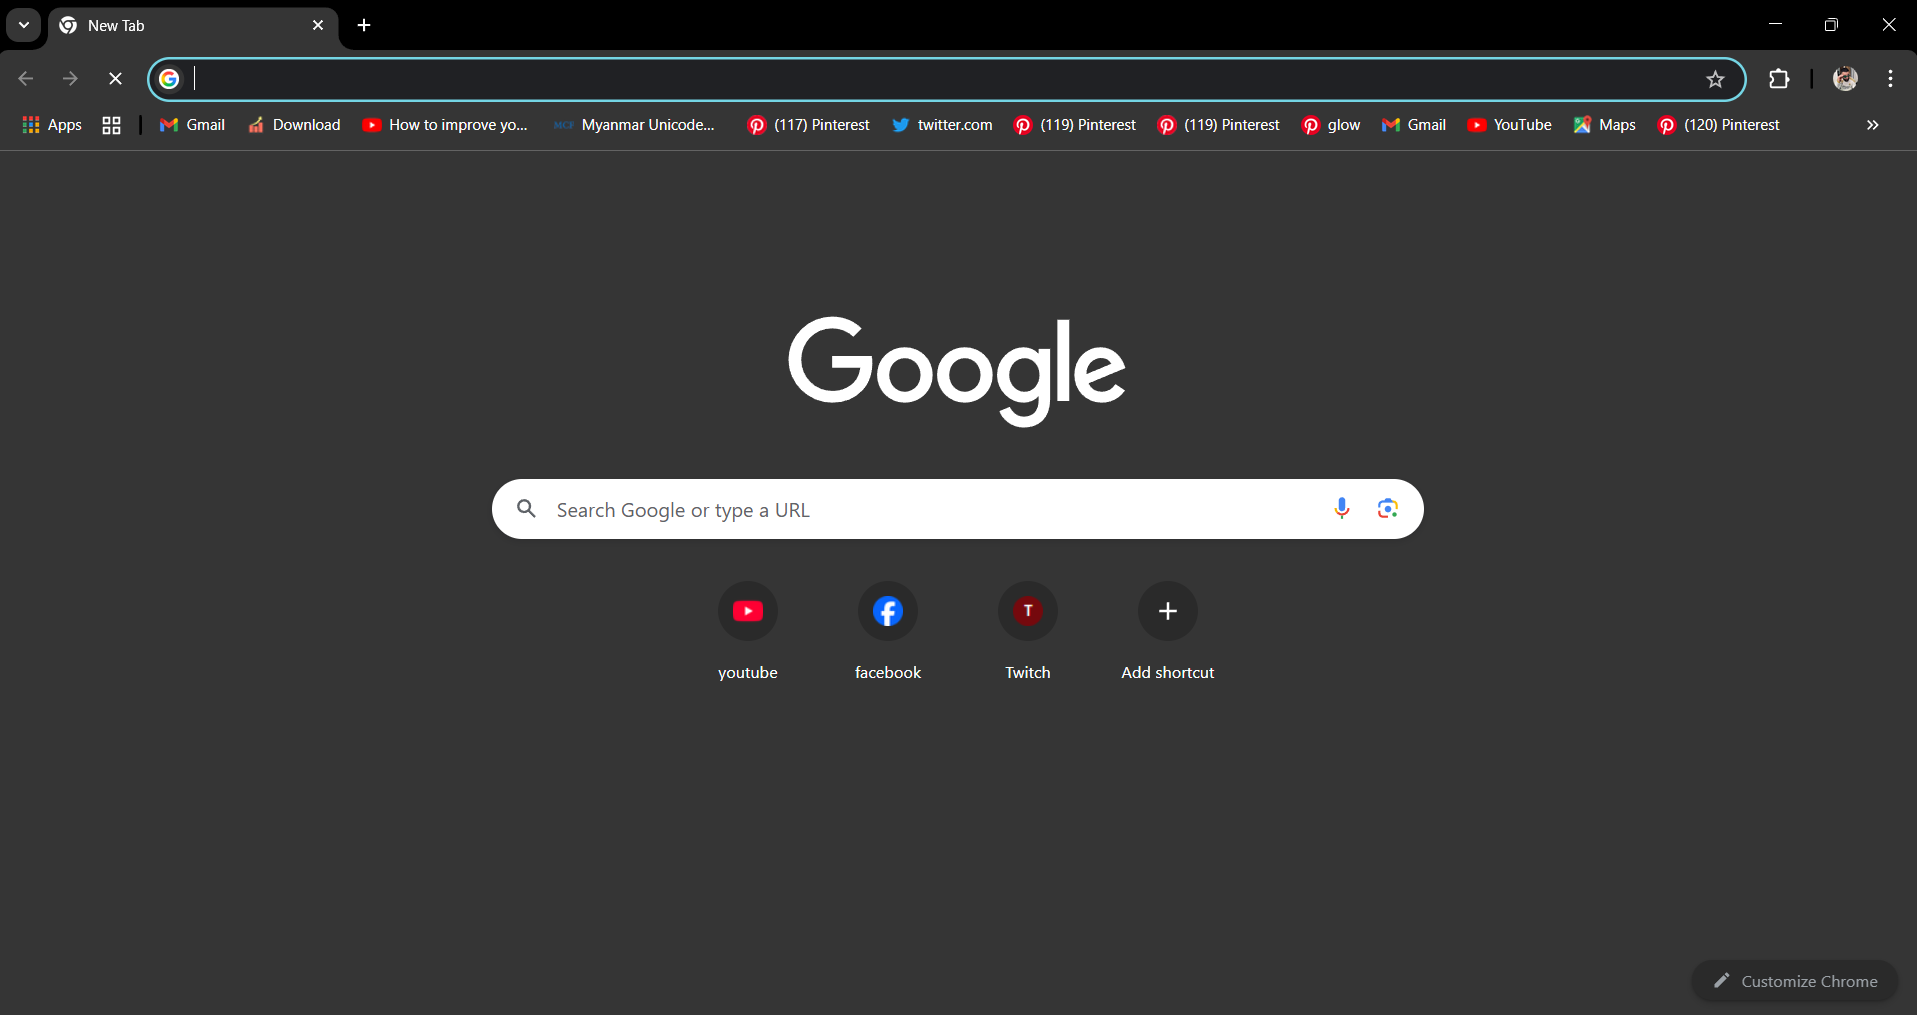 New Tab
Apps Gmail Download How to improve yo... MCF Myanmar Unicode... (117) Pinterest twitter.com (119) Pinterest (119) Pinterest glow Gmail YouTube Maps (120) Pinterest
Google
Search Google or type a URL
T
youtube facebook Twitch Add shortcut
Customize Chrome